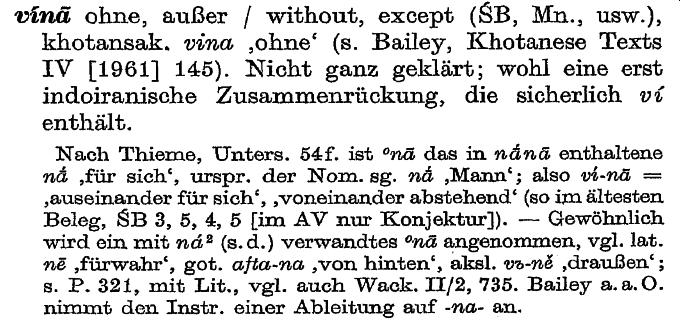 vínā ohne, außer / without, except (ŚB, Mn., usw.),
khotansak. vina ‚ohne‘ (s. Bailey, Khotanese Texts
IV [1961] 145). Nicht ganz geklärt; wohl eine erst
indoiranische Zusammenrückung, die sicherlich ví
enthält.
Nach Thieme, Unters. 54f. ist ⁰nā das in nā́nā enthaltene
nā́ ‚für sich‘, urspr. der Nom. sg. nā́ ‚Mann‘; also ví-nā =
‚auseinander für sich‘, ‚voneinander abstehend‘ (so im ältesten
Beleg, ŚB 3, 5, 4, 5 [im AV nur Konjektur]). — Gewöhnlich
wird ein mit ná² (s. d.) verwandtes ⁰nā angenommen, vgl. lat.
nē ‚fürwahr‘, got. afta-na ‚von hinten‘, aksl. vъ-ně ‚draußen‘;
s. P. 321, mit Lit., vgl. auch Wack. II/2, 735. Bailey a. a. O.
nimmt den Instr. einer Ableitung auf -na- an.